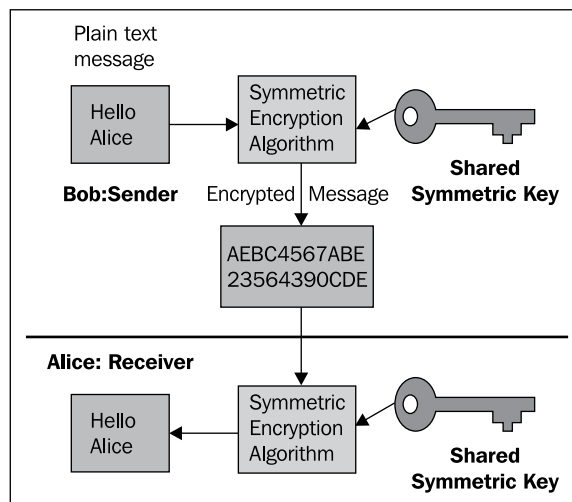 Plain text
message
Hello
Alice
Symmetric
Encryption
Algorithm
Bob:Sender
Shared
Symmetric Key
Encrypted Message
AEBC4567ABE
23564390CDE
Alice: Receiver
Hello
Alice
Symmetric
Encryption
Algorithm
Shared
Symmetric Key